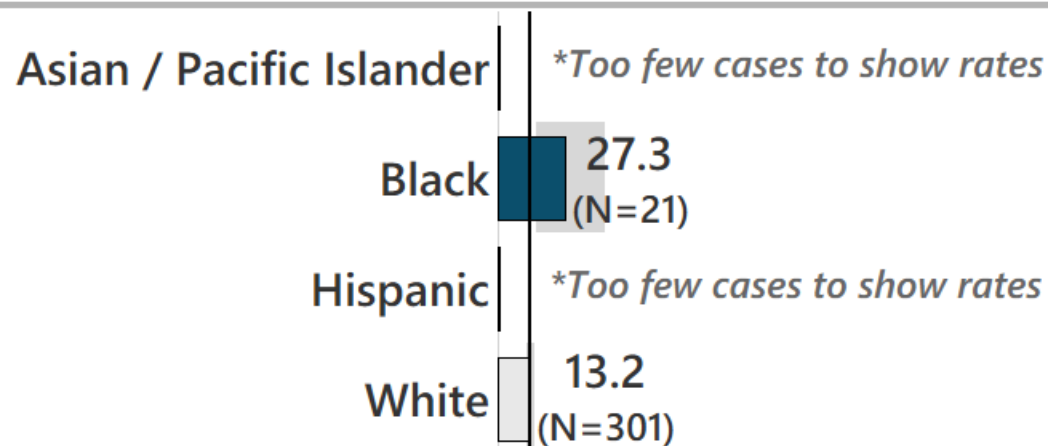 Asian / Pacific Islander *Too few cases to show rates
Black 27.3
(N=21)
Hispanic *Too few cases to show rates
White 13.2
(N=301)